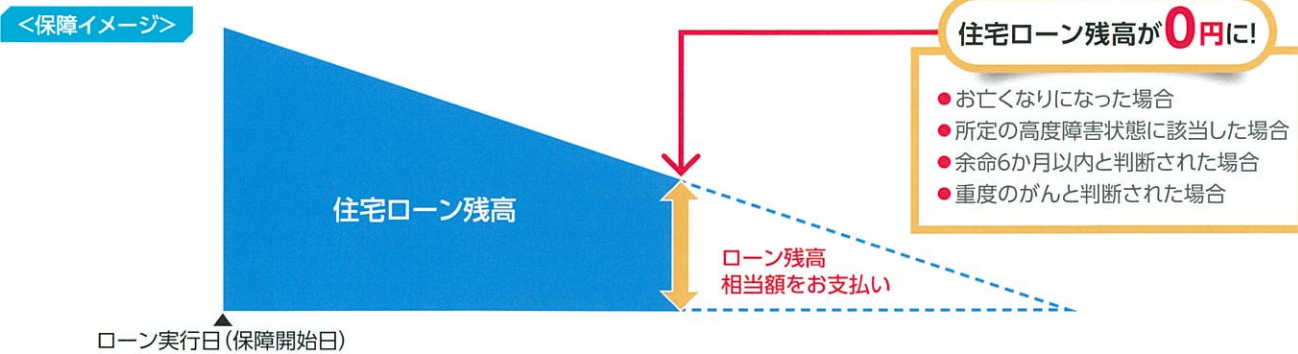 <保障イメージ>
住宅ローン残高が0円に!
●お亡くなりになった場合
●所定の高度障害状態に該当した場合
●余命6か月以内と判断された場合
●重度のがんと判断された場合
住宅ローン残高
ローン残高
相当額をお支払い
ローン実行日(保障開始日)